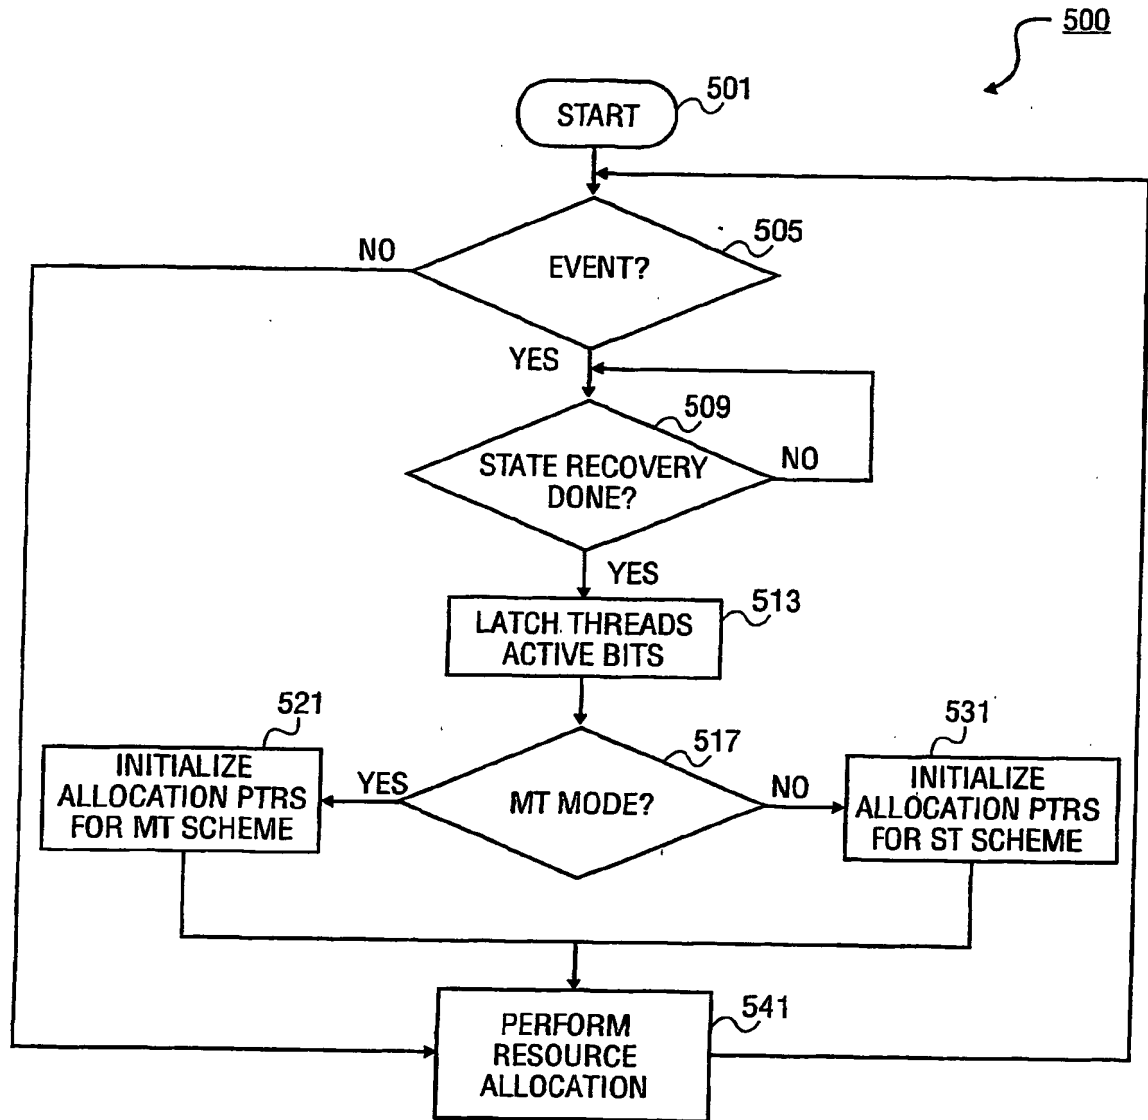 500
START
501
EVENT?
505
NO
YES
STATE RECOVERY
DONE?
509
NO
YES
LATCH THREADS
ACTIVE BITS
513
MT MODE?
517
YES
NO
INITIALIZE
ALLOCATION PTRS
FOR MT SCHEME
521
INITIALIZE
ALLOCATION PTRS
FOR ST SCHEME
531
PERFORM
RESOURCE
ALLOCATION
541